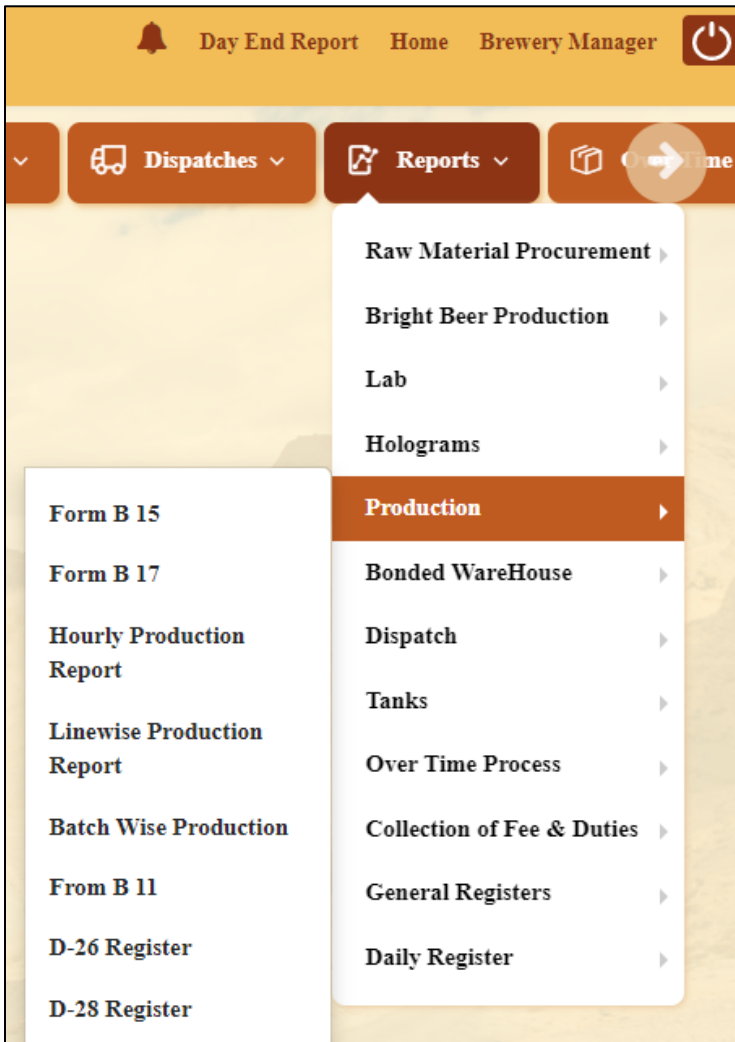 Day End Report Home Brewery Manager
Dispatches Reports Over Time
Raw Material Procurement
Bright Beer Production
Lab
Holograms
Production
Bonded WareHouse
Dispatch
Tanks
Over Time Process
Collection of Fee & Duties
General Registers
Daily Register
Form B 15
Form B 17
Hourly Production
Report
Linewise Production
Report
Batch Wise Production
From B 11
D-26 Register
D-28 Register